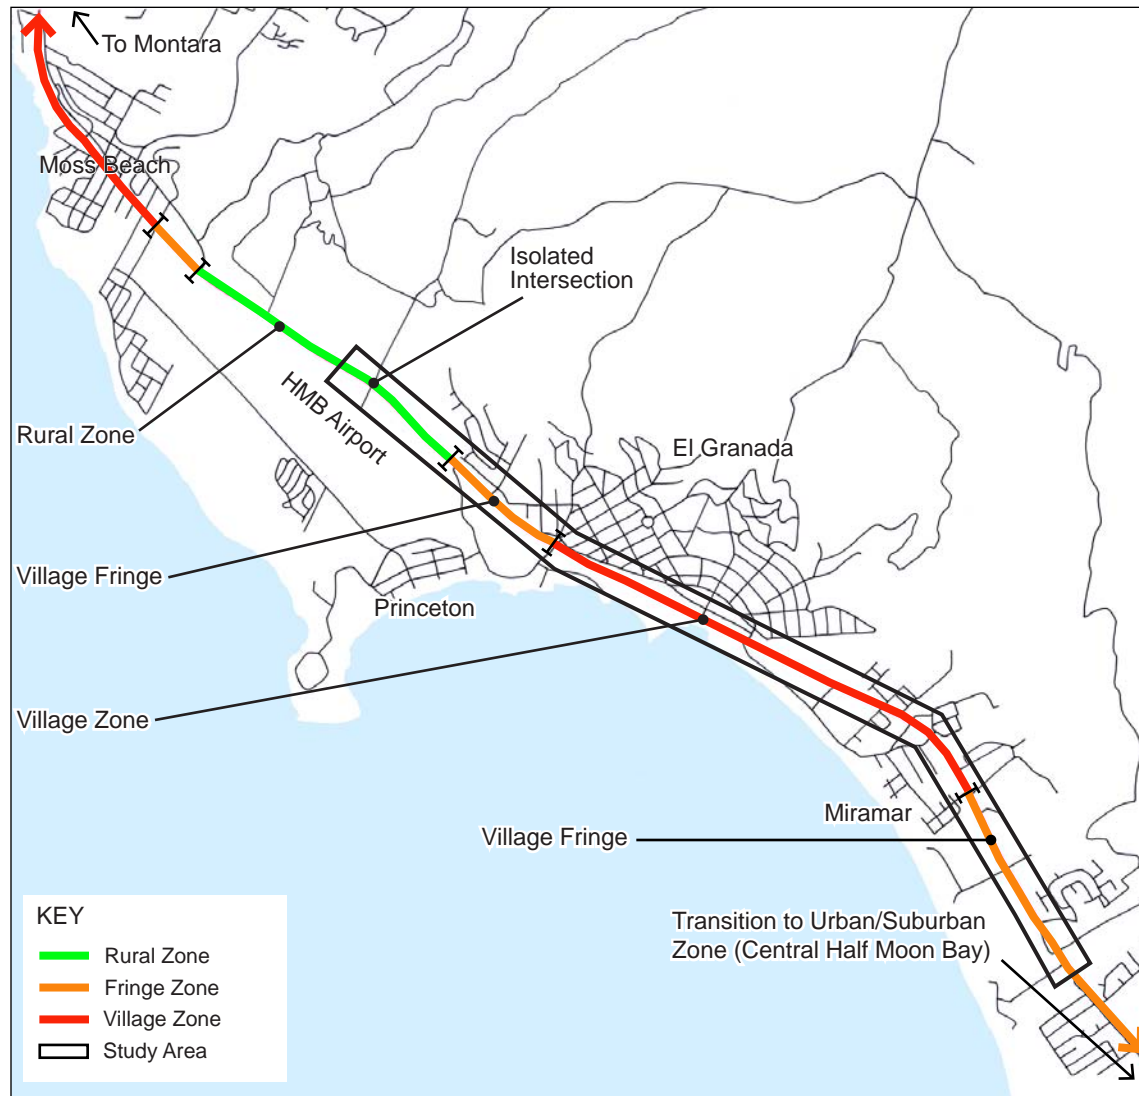 To Montara
Moss Beach
Isolated
Intersection
HMB Airport
Rural Zone
El Granada
Village Fringe
Princeton
Village Zone
Miramar
Village Fringe
Transition to Urban/Suburban
Zone (Central Half Moon Bay)
KEY
Rural Zone
Fringe Zone
Village Zone
Study Area